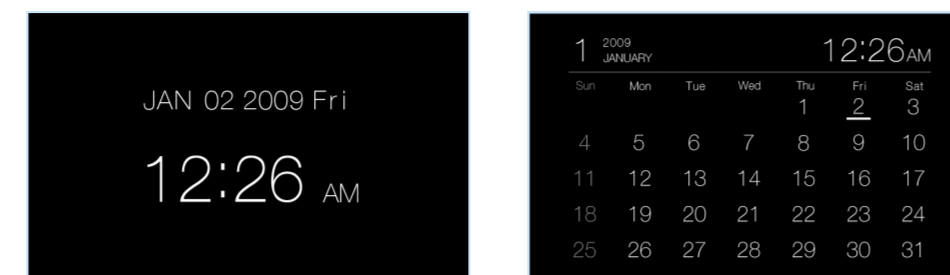 JAN 02 2009 Fri
12:26 AM
1 2009 JANUARY 12:26AM
Sun Mon Tue Wed Thu Fri Sat
1 2 3
4 5 6 7 8 9 10
11 12 13 14 15 16 17
18 19 20 21 22 23 24
25 26 27 28 29 30 31